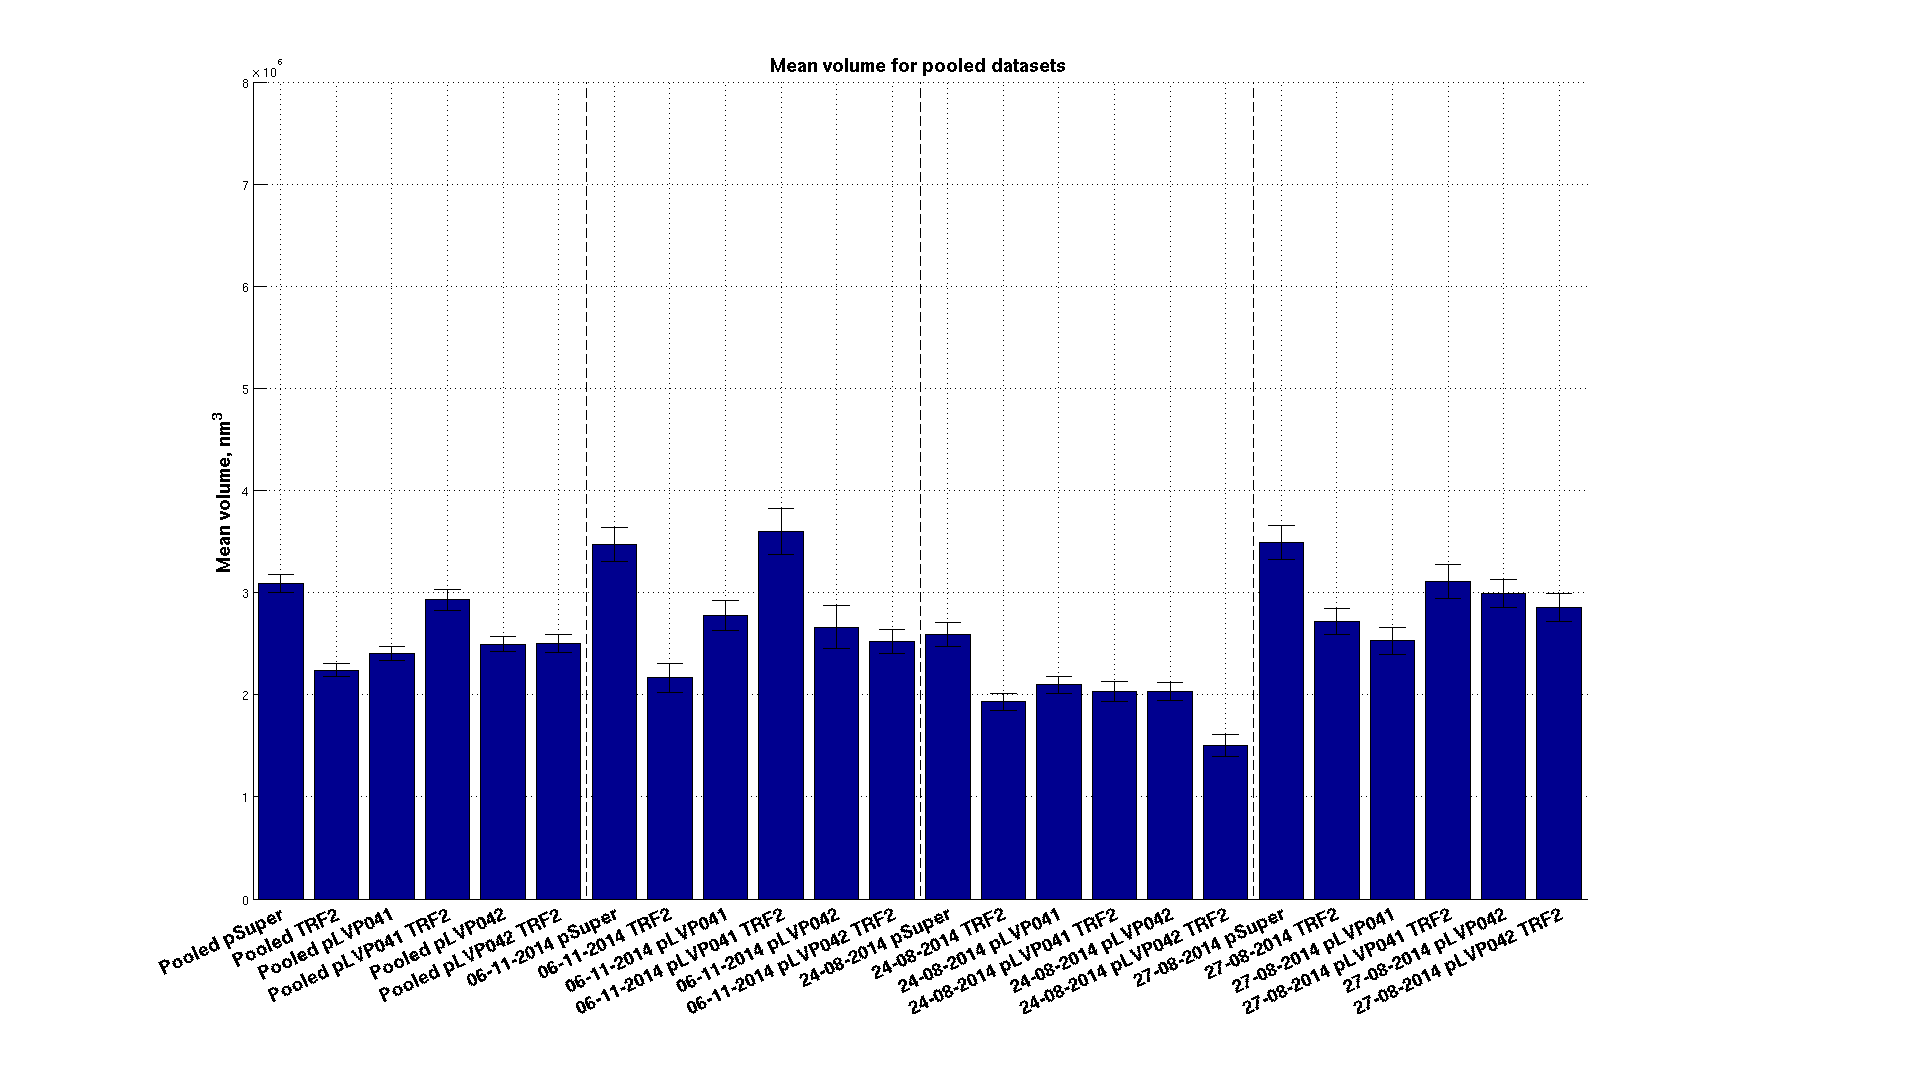 Mean volume for pooled datasets
× 10⁶
8
7
6
5
4
3
2
1
0
Mean volume, nm³
Pooled pSuper
Pooled TRF2
Pooled pLVP041
Pooled pLVP041 TRF2
Pooled pLVP042
Pooled pLVP042 TRF2
06-11-2014 pSuper
06-11-2014 TRF2
06-11-2014 pLVP041
06-11-2014 pLVP041 TRF2
06-11-2014 pLVP042
06-11-2014 pLVP042 TRF2
24-08-2014 pSuper
24-08-2014 TRF2
24-08-2014 pLVP041
24-08-2014 pLVP041 TRF2
24-08-2014 pLVP042
24-08-2014 pLVP042 TRF2
27-08-2014 pSuper
27-08-2014 TRF2
27-08-2014 pLVP041
27-08-2014 pLVP041 TRF2
27-08-2014 pLVP042
27-08-2014 pLVP042 TRF2